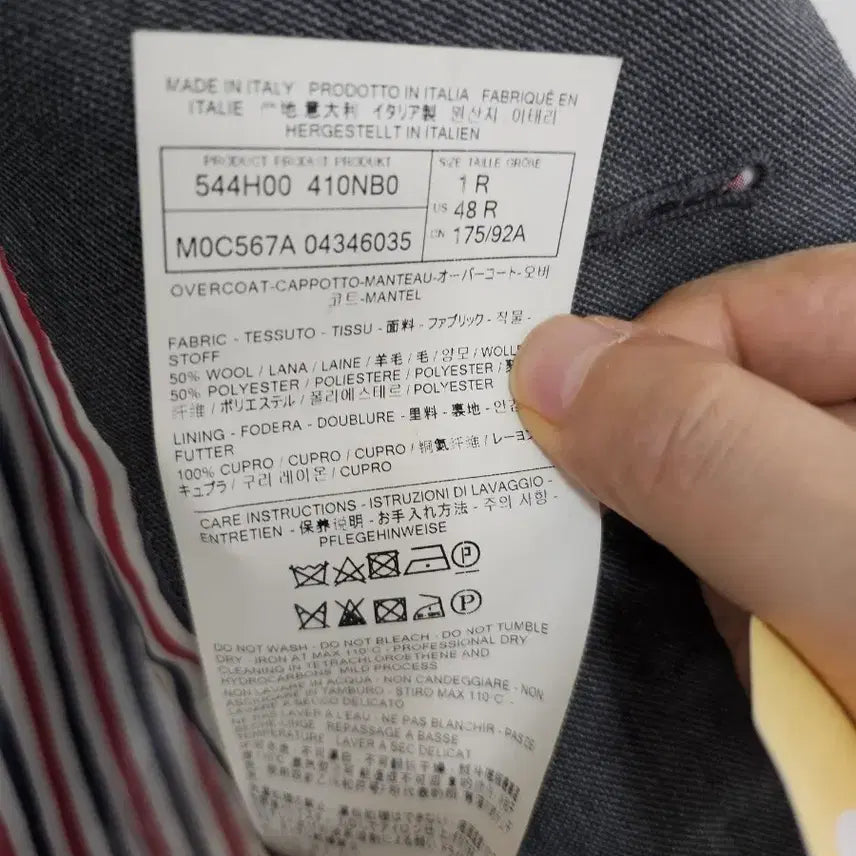 MADE IN ITALY PRODOTTO IN ITALIA FABRIQUÉ EN
ITALIE 产地 意大利 イタリア製 원산지 이태리
HERGESTELLT IN ITALIEN
PRODUCT PRODUIT PRODUKT
544H00 410NB0
M0C567A 04346035
SIZE TAILLE GRÖBE
1 R
US 48 R
CN 175/92A
OVERCOAT-CAPPOTTO-MANTEAU-オーバーコート-오버
코트-MANTEL
FABRIC - TESSUTO - TISSU - 面料 - ファブリック - 직물 -
STOFF
50% WOOL / LANA / LAINE / 羊毛 / 毛 / 양모 / WOLLE
50% POLYESTER / POLIESTERE / POLYESTER /
纤维 / ポリエステル / 폴리에스테르 / POLYESTER
LINING - FODERA - DOUBLURE - 里料 - 裏地 - 안감
FUTTER
100% CUPRO / CUPRO / CUPRO / 铜氨纤维 / レーヨン
キュプラ / 구리 레이온 / CUPRO
CARE INSTRUCTIONS - ISTRUZIONI DI LAVAGGIO -
ENTRETIEN - 保养说明 - お手入れ方法 - 주의 사항 -
PFLEGEHINWEISE
P
P
DO NOT WASH - DO NOT BLEACH - DO NOT TUMBLE
DRY - IRON AT MAX 110°C - PROFESSIONAL DRY
CLEANING IN TETRACHLOROETHENE AND
HYDROCARBONS MILD PROCESS
NON LAVARE IN ACQUA - NON CANDEGGIARE - NON
ASCIUGARE IN TAMBURO - STIRO MAX 110°C -
LAVARE A SECCO DELICATO
NE PAS LAVER A L'EAU - NE PAS BLANCHIR - PAS DE
SECHE-LINGE REPASSAGE A BASSE
TEMPERATURE LAVER A SEC DELICAT